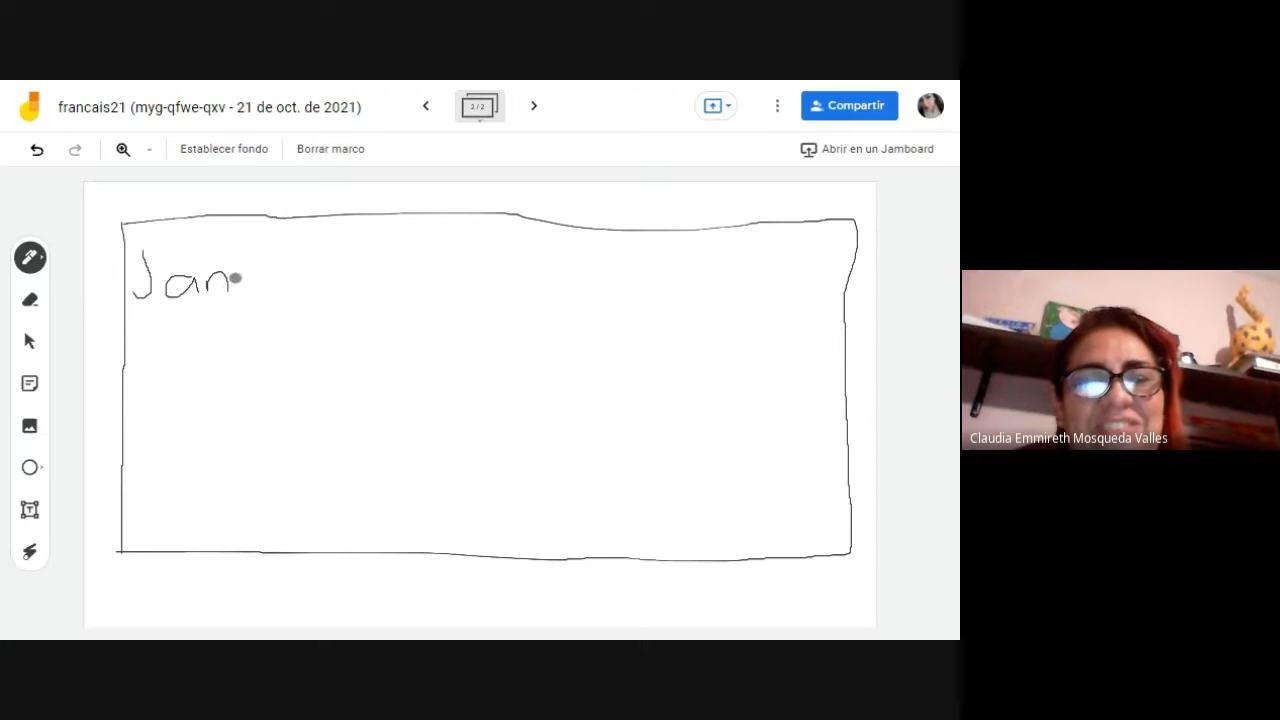 francais21 (myg-qfwe-qxv - 21 de oct. de 2021)
2 / 2
Compartir
Establecer fondo
Borrar marco
Abrir en un Jamboard
Jan
T
Claudia Emmireth Mosqueda Valles